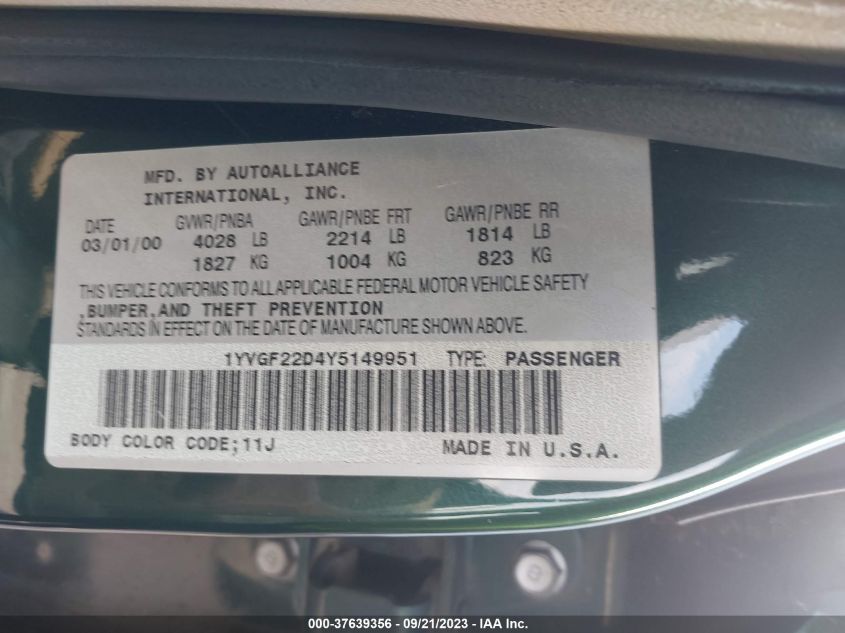 MFD. BY AUTOALLIANCE
INTERNATIONAL, INC.
DATE GVWR/PNBA GAWR/PNBE FRT GAWR/PNBE RR
03/01/00 4028 LB 2214 LB 1814 LB
1827 KG 1004 KG 823 KG
THIS VEHICLE CONFORMS TO ALL APPLICABLE FEDERAL MOTOR VEHICLE SAFETY
,BUMPER,AND THEFT PREVENTION
STANDARDS IN EFFECT ON THE DATE OF MANUFACTURE SHOWN ABOVE.
1YVGF22D4Y5149951 TYPE: PASSENGER
BODY COLOR CODE;11J MADE IN U.S.A.
000-37639356 - 09/21/2023 - IAA Inc.